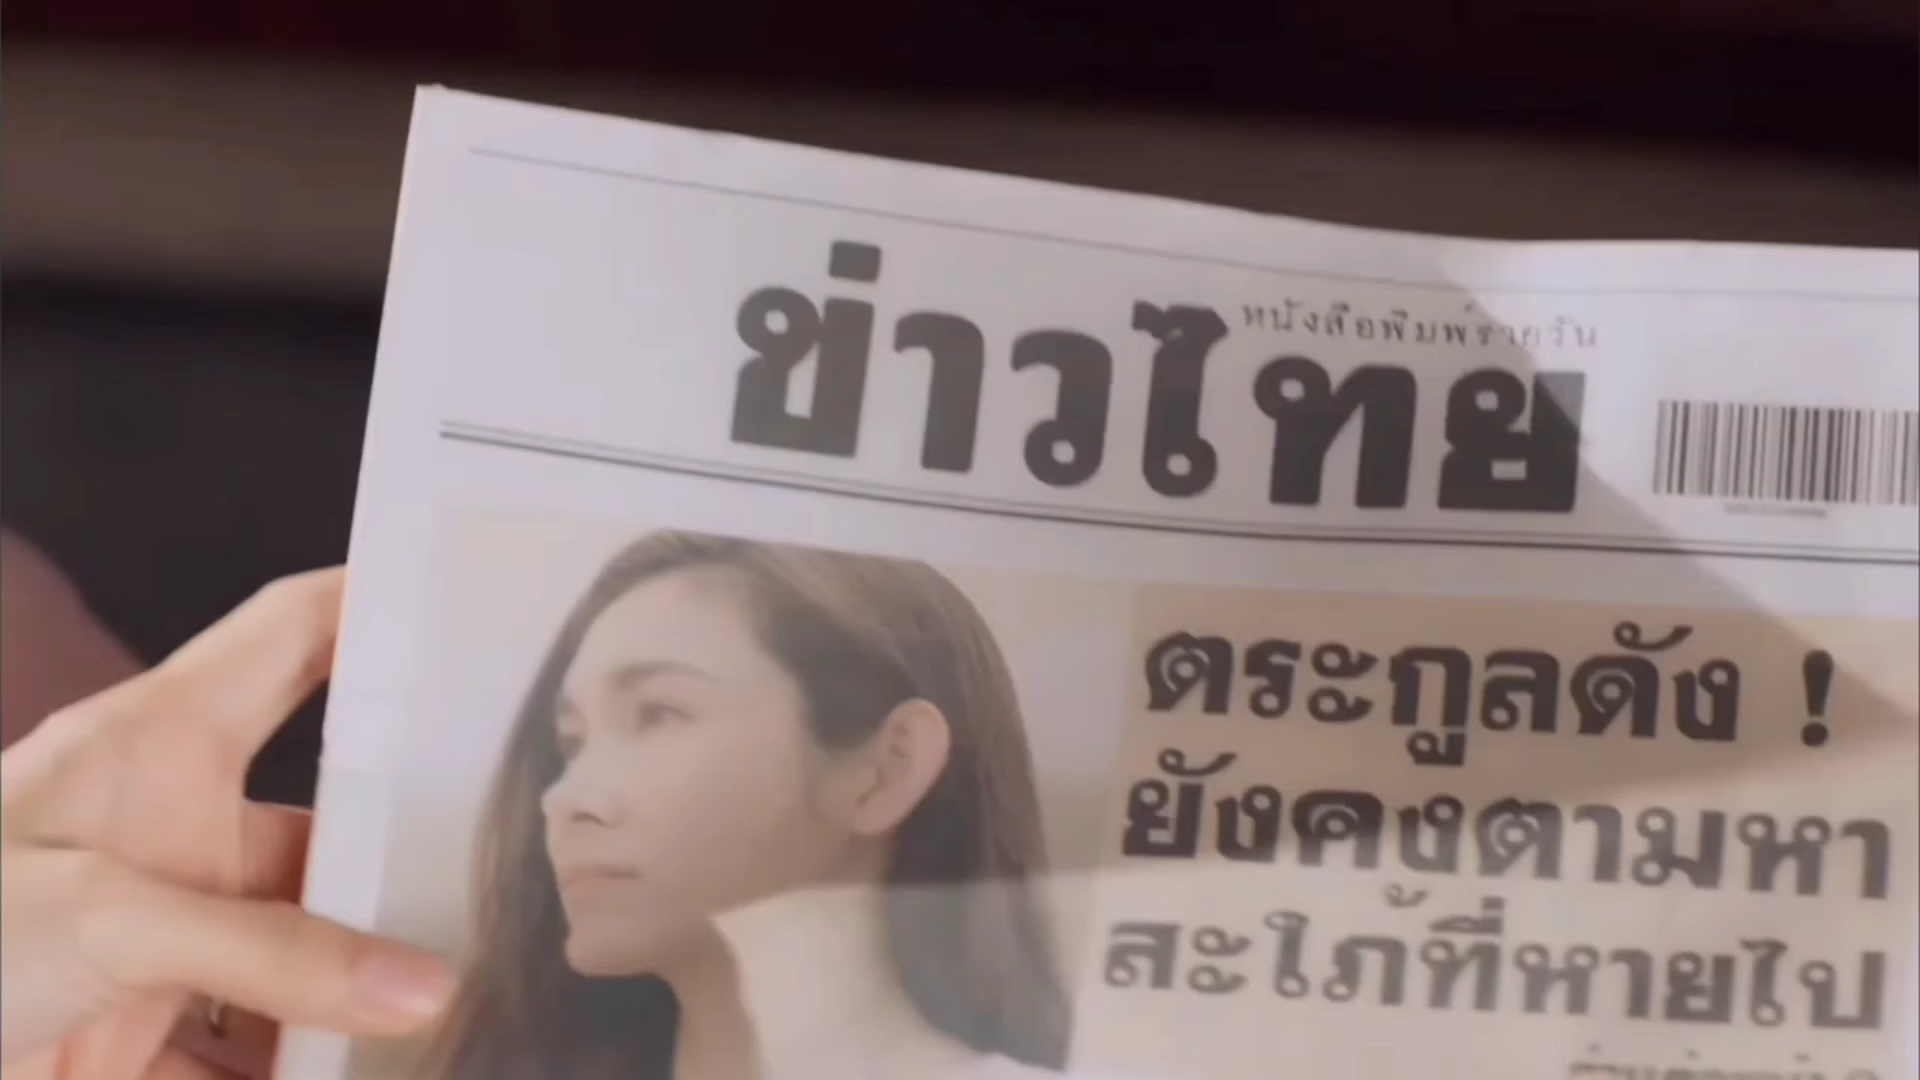 หนังสือพิมพ์รายวัน
ข่าวไทย
ตระกูลดัง !
ยังคงตามหา
สะใภ้ที่หายไป